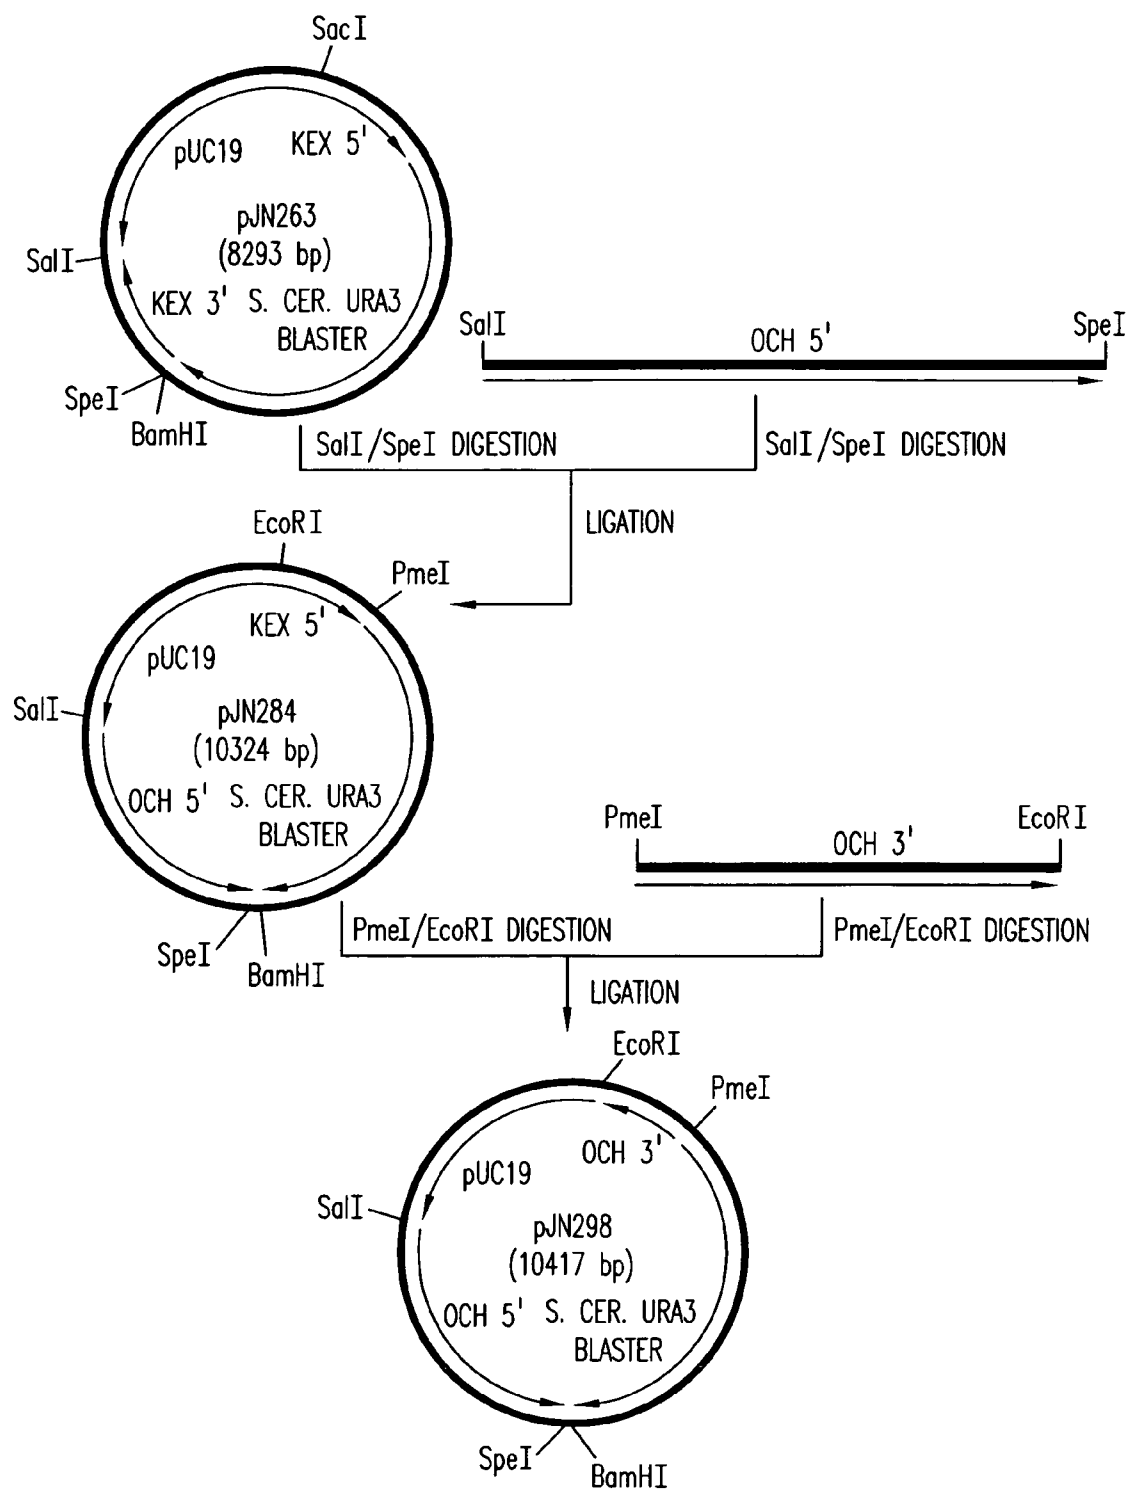 SacI
pUC19 KEX 5'
pJN263
(8293 bp)
SalI
KEX 3' S. CER. URA3
BLASTER
SpeI
BamHI
SalI OCH 5' SpeI
SalI/SpeI DIGESTION
SalI/SpeI DIGESTION
LIGATION
EcoRI
PmeI
KEX 5'
pUC19
SalI
pJN284
(10324 bp)
OCH 5' S. CER. URA3
BLASTER
SpeI
BamHI
PmeI OCH 3' EcoRI
PmeI/EcoRI DIGESTION
PmeI/EcoRI DIGESTION
LIGATION
EcoRI
PmeI
OCH 3'
pUC19
SalI
pJN298
(10417 bp)
OCH 5' S. CER. URA3
BLASTER
SpeI
BamHI